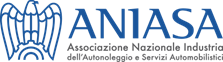 ANIASA
Associazione Nazionale Industria
dell'Autonoleggio e Servizi Automobilistici